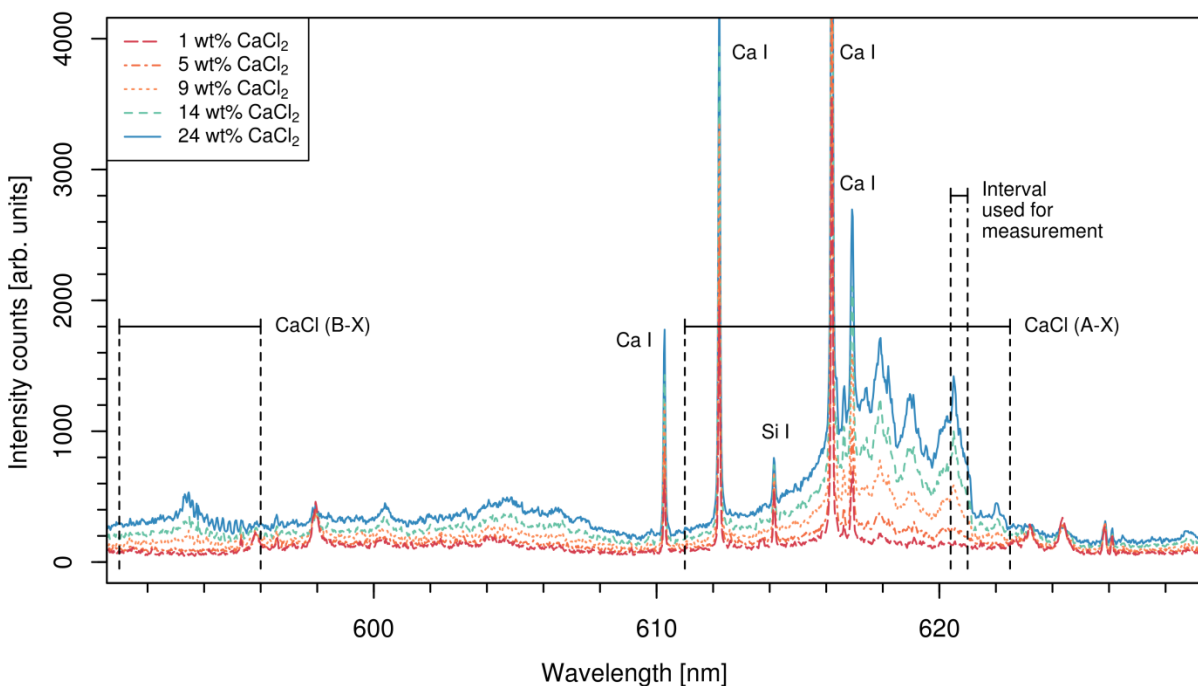 1 wt% CaCl₂
5 wt% CaCl₂
9 wt% CaCl₂
14 wt% CaCl₂
24 wt% CaCl₂
Ca I
Ca I
Ca I
Interval
used for
measurement
CaCl (B-X)
CaCl (A-X)
Ca I
Si I
4000
3000
2000
1000
0
Intensity counts [arb. units]
600
610
620
Wavelength [nm]